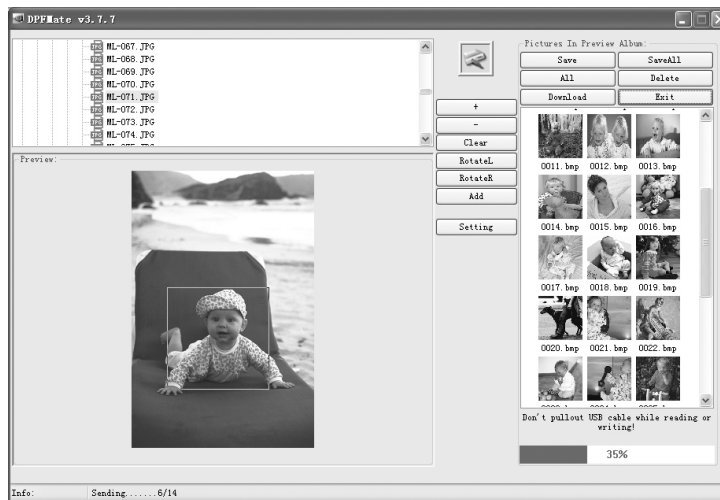 DPFMate v3.7.7
ML-067.JPG
ML-068.JPG
ML-069.JPG
ML-070.JPG
ML-071.JPG
ML-072.JPG
ML-073.JPG
ML-074.JPG
Preview:
+
-
Clear
RotateL
RotateR
Add
Setting
Pictures In Preview Album:
Save SaveAll
All Delete
Download Exit
0011.bmp 0012.bmp 0013.bmp
0014.bmp 0015.bmp 0016.bmp
0017.bmp 0018.bmp 0019.bmp
0020.bmp 0021.bmp 0022.bmp
Don't pullout USB cable while reading or
writing!
35%
Info: Sending.......6/14